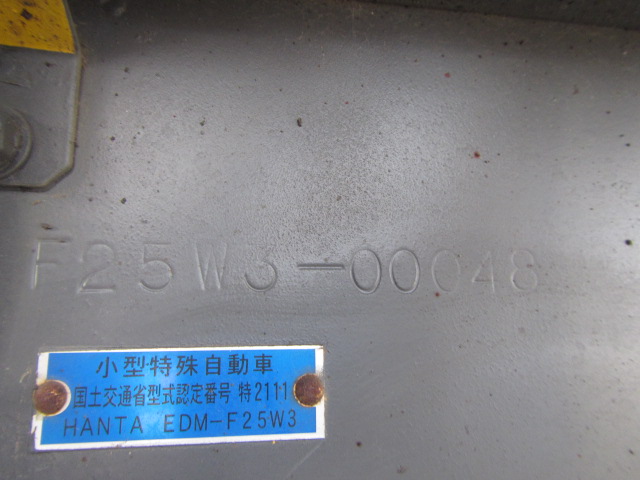 F25W3-00048
小型特殊自動車
国土交通省型式認定番号 特2111
HANTA EDM-F25W3